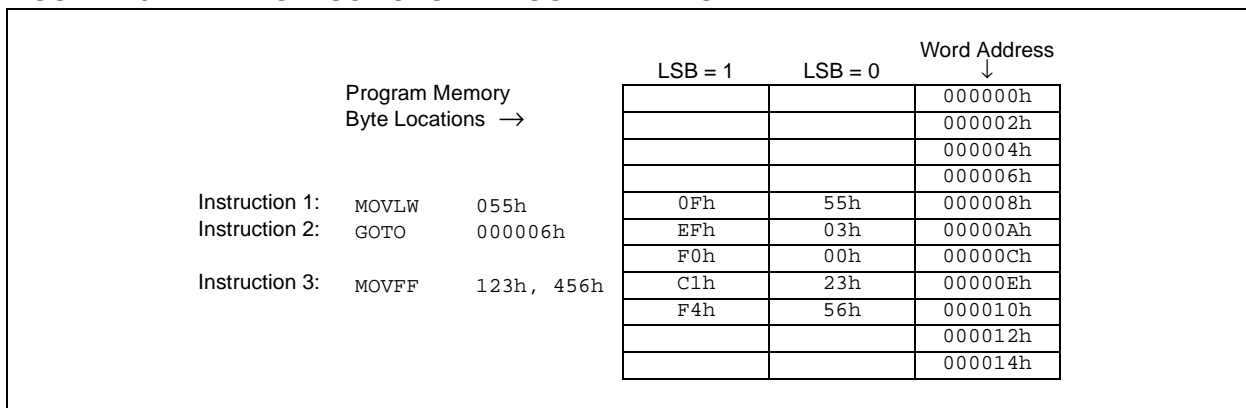 Word Address
LSB = 1 LSB = 0 ↓
Program Memory 000000h
Byte Locations → 000002h
000004h
000006h
Instruction 1: MOVLW 055h 0Fh 55h 000008h
Instruction 2: GOTO 000006h EFh 03h 00000Ah
F0h 00h 00000Ch
Instruction 3: MOVFF 123h, 456h C1h 23h 00000Eh
F4h 56h 000010h
000012h
000014h